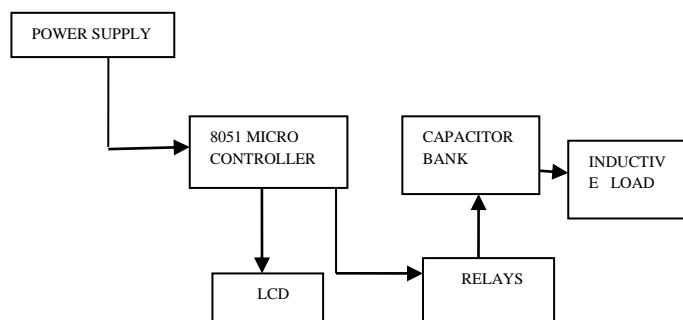 POWER SUPPLY
8051 MICRO
CONTROLLER
CAPACITOR
BANK
INDUCTIV
E LOAD
LCD
RELAYS